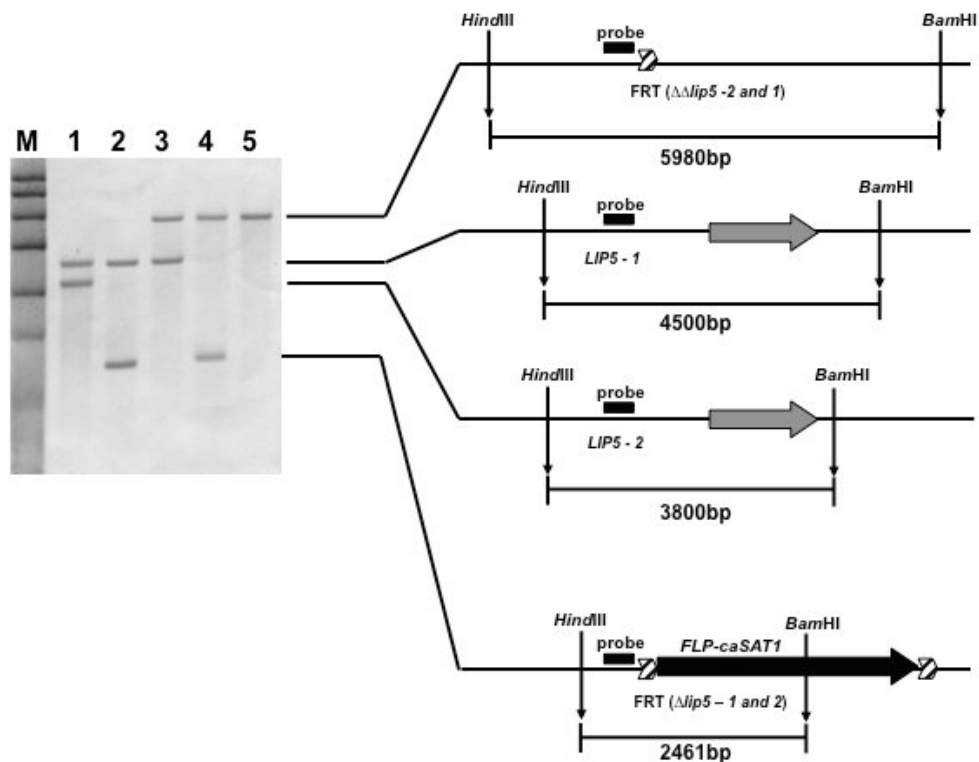 HindIII
BamHI
probe
FRT (ΔΔlip5 -2 and 1)
5980bp
M 1 2 3 4 5
HindIII
BamHI
probe
LIP5 - 1
4500bp
HindIII
BamHI
probe
LIP5 - 2
3800bp
HindIII
BamHI
probe
FLP-caSAT1
FRT (Δlip5 – 1 and 2)
2461bp